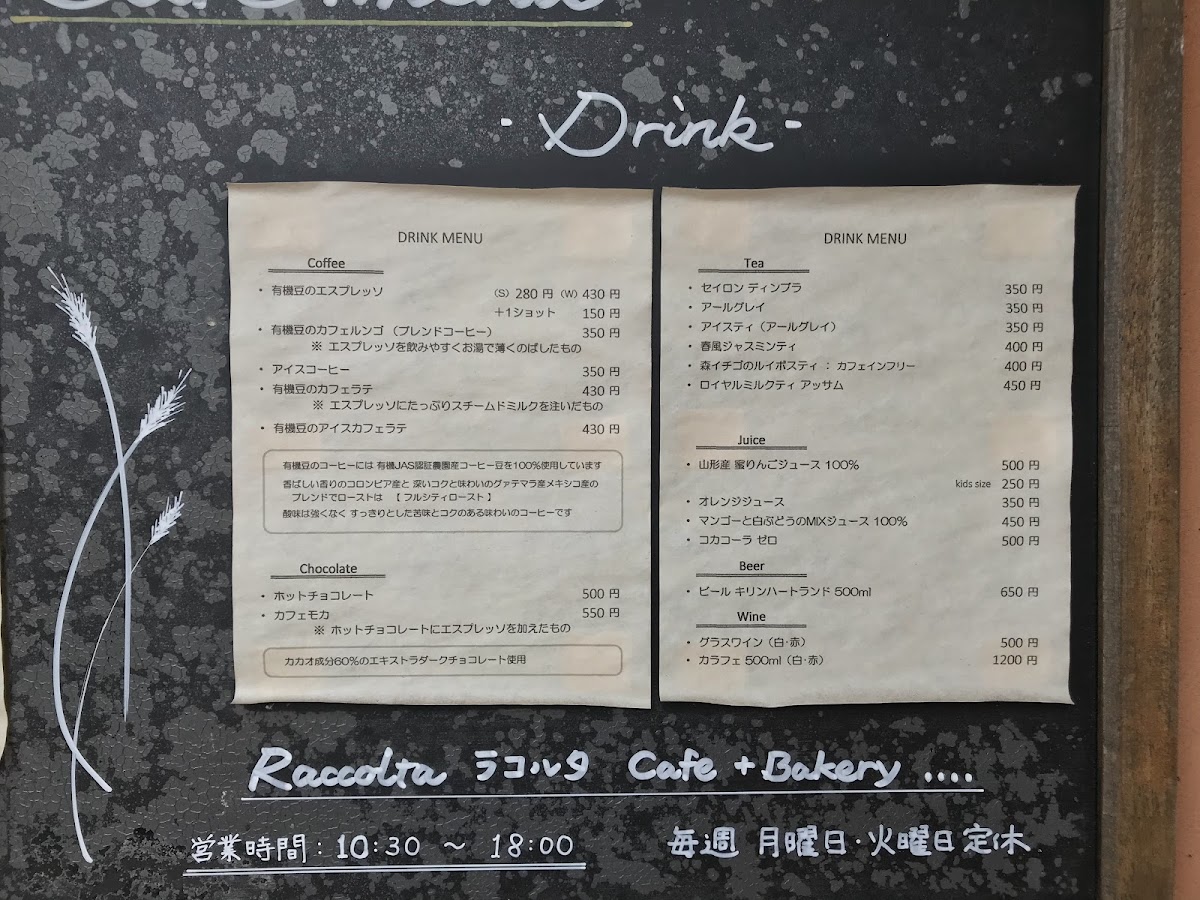 - Drink -
DRINK MENU
Coffee
・ 有機豆のエスプレッソ (S) 280 円 (W) 430 円
＋1ショット 150 円
・ 有機豆のカフェルンゴ（ブレンドコーヒー） 350 円
※ エスプレッソを飲みやすくお湯で薄くのばしたもの
・ アイスコーヒー 350 円
・ 有機豆のカフェラテ 430 円
※ エスプレッソにたっぷりスチームドミルクを注いだもの
・ 有機豆のアイスカフェラテ 430 円
有機豆のコーヒーには 有機JAS認証農園産コーヒー豆を100%使用しています
香ばしい香りのコロンビア産と 深いコクと味わいのグァテマラ産メキシコ産の
ブレンドでローストは 【 フルシティロースト 】
酸味は強くなく すっきりとした苦味とコクのある味わいのコーヒーです
Chocolate
・ ホットチョコレート 500 円
・ カフェモカ 550 円
※ ホットチョコレートにエスプレッソを加えたもの
カカオ成分60%のエキストラダークチョコレート使用
DRINK MENU
Tea
・ セイロン ディンブラ 350 円
・ アールグレイ 350 円
・ アイスティ（アールグレイ） 350 円
・ 春風ジャスミンティ 400 円
・ 森イチゴのルイボスティ ： カフェインフリー 400 円
・ ロイヤルミルクティ アッサム 450 円
Juice
・ 山形産 蜜りんごジュース 100% 500 円
kids size 250 円
・ オレンジジュース 350 円
・ マンゴーと白ぶどうのMIXジュース 100% 450 円
・ コカコーラ ゼロ 500 円
Beer
・ ビール キリンハートランド 500ml 650 円
Wine
・ グラスワイン（白・赤） 500 円
・ カラフェ 500ml（白・赤） 1200 円
Raccolta ラコルタ Cafe + Bakery ....
営業時間 : 10:30 ～ 18:00 毎週 月曜日・火曜日定休